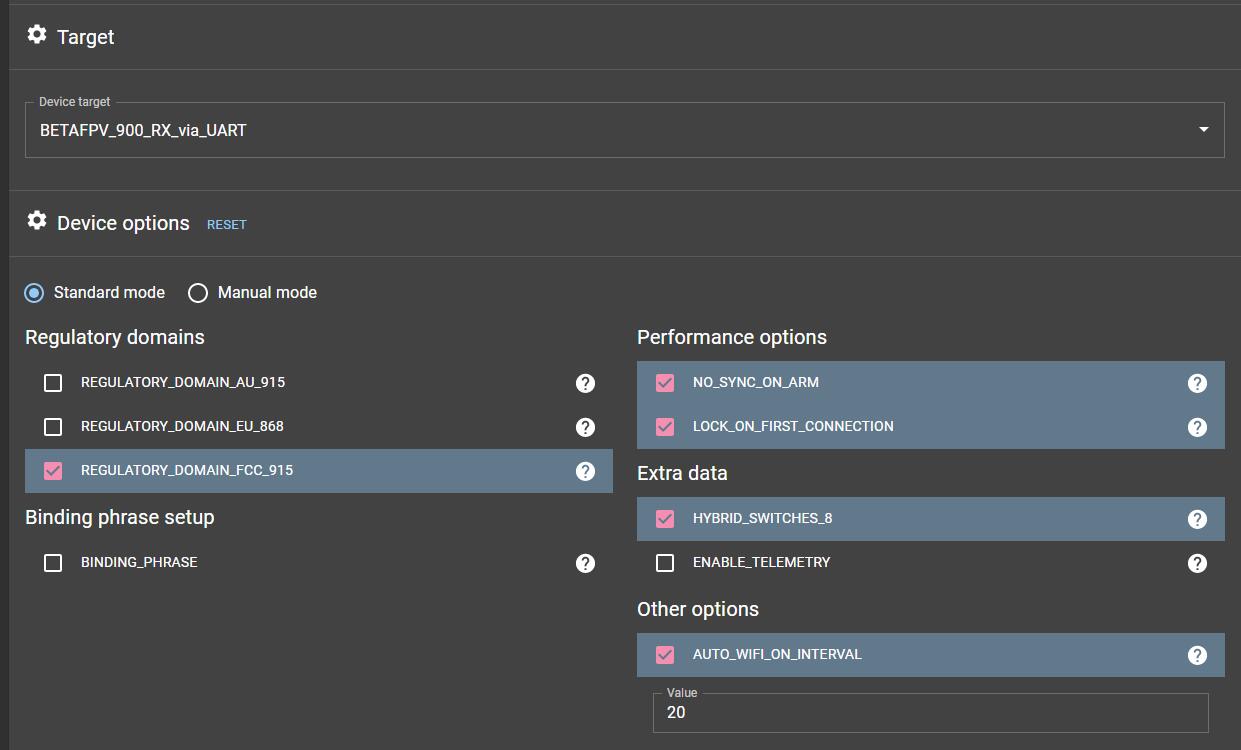 Target
Device target
BETAFPV_900_RX_via_UART
Device options RESET
Standard mode Manual mode
Regulatory domains
REGULATORY_DOMAIN_AU_915 ?
REGULATORY_DOMAIN_EU_868 ?
REGULATORY_DOMAIN_FCC_915 ?
Binding phrase setup
BINDING_PHRASE ?
Performance options
NO_SYNC_ON_ARM ?
LOCK_ON_FIRST_CONNECTION ?
Extra data
HYBRID_SWITCHES_8 ?
ENABLE_TELEMETRY ?
Other options
AUTO_WIFI_ON_INTERVAL ?
Value
20